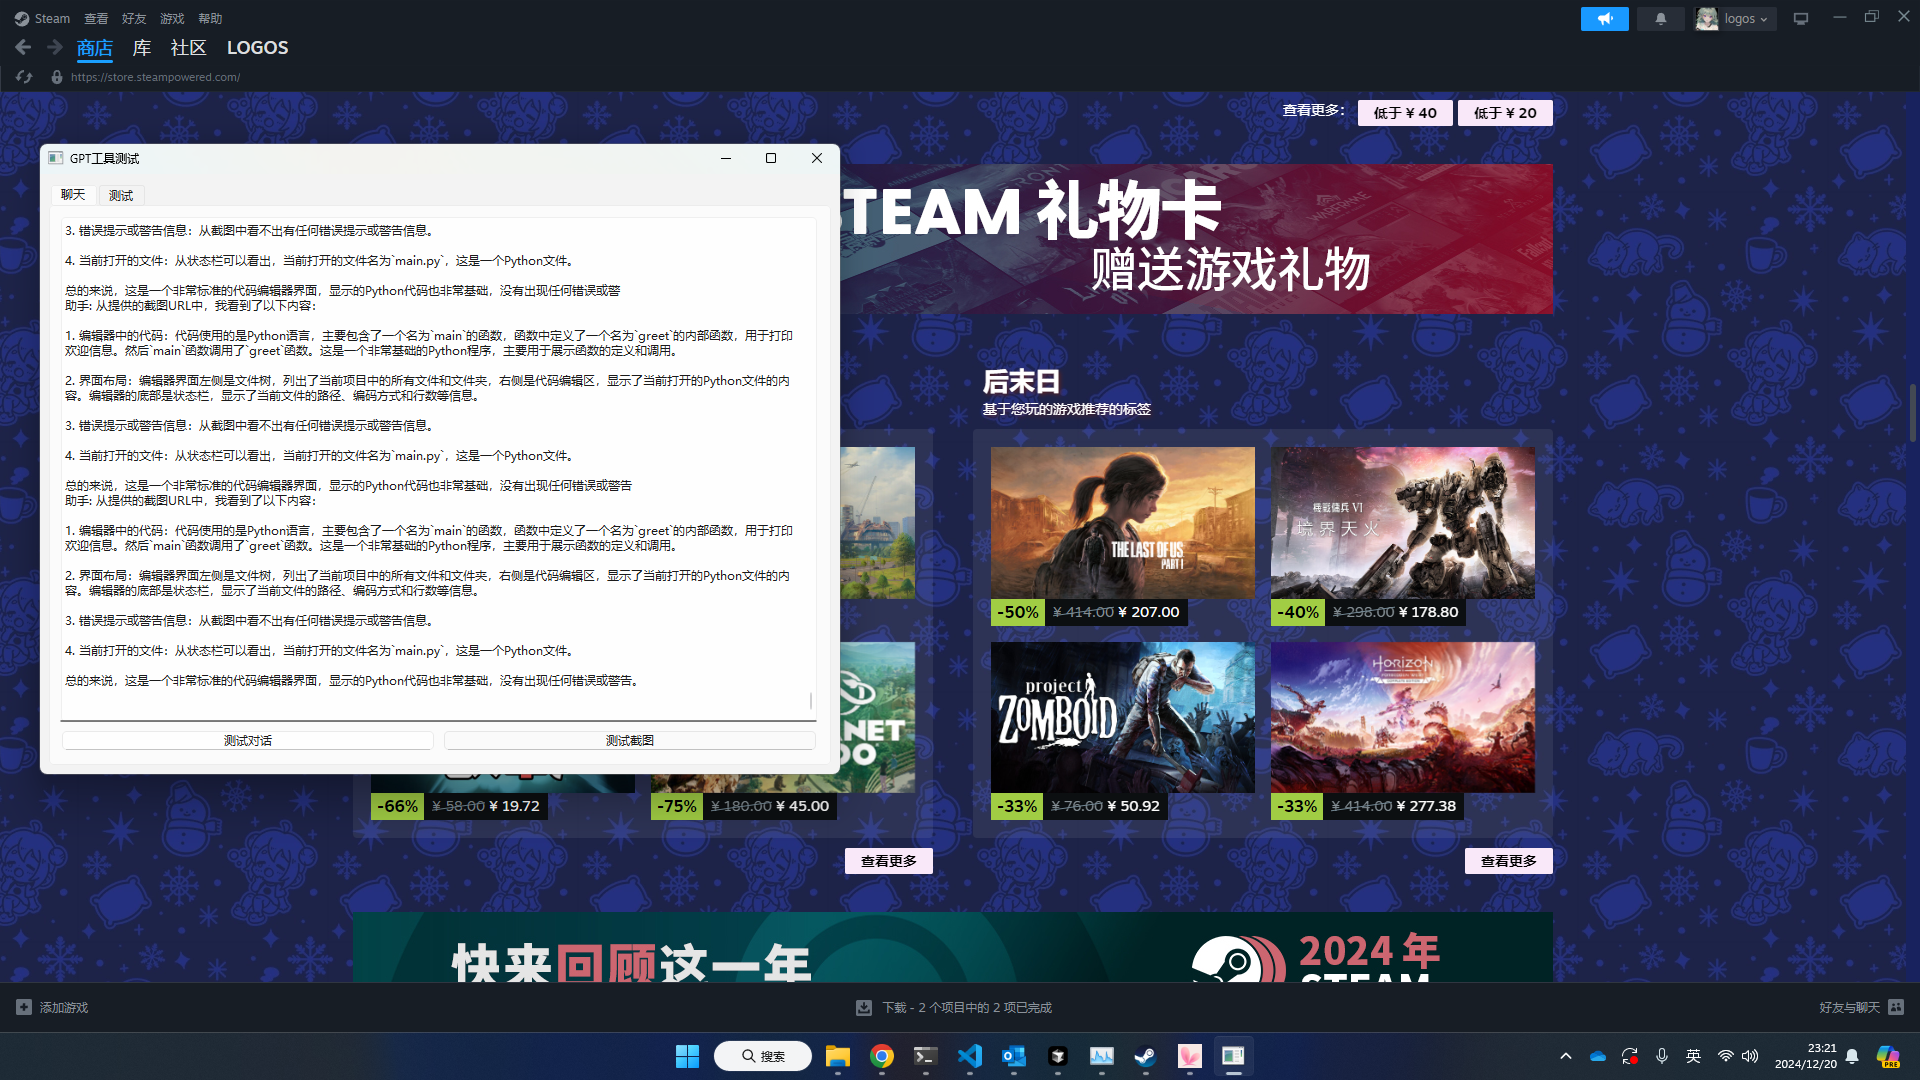 Steam 查看 好友 游戏 帮助
logos
商店 库 社区 LOGOS
https://store.steampowered.com/
查看更多： 低于 ¥ 40 低于 ¥ 20
STEAM 礼物卡
赠送游戏礼物
WARFRAME
GPT工具测试
聊天 测试
3. 错误提示或警告信息：从截图中看不出有任何错误提示或警告信息。
4. 当前打开的文件：从状态栏可以看出，当前打开的文件名为`main.py`，这是一个Python文件。
总的来说，这是一个非常标准的代码编辑器界面，显示的Python代码也非常基础，没有出现任何错误或警
助手: 从提供的截图URL中，我看到了以下内容：
1. 编辑器中的代码：代码使用的是Python语言，主要包含了一个名为`main`的函数，函数中定义了一个名为`greet`的内部函数，用于打印
欢迎信息。然后`main`函数调用了`greet`函数。这是一个非常基础的Python程序，主要用于展示函数的定义和调用。
2. 界面布局：编辑器界面左侧是文件树，列出了当前项目中的所有文件和文件夹，右侧是代码编辑区，显示了当前打开的Python文件的内
容。编辑器的底部是状态栏，显示了当前文件的路径、编码方式和行数等信息。
3. 错误提示或警告信息：从截图中看不出有任何错误提示或警告信息。
4. 当前打开的文件：从状态栏可以看出，当前打开的文件名为`main.py`，这是一个Python文件。
总的来说，这是一个非常标准的代码编辑器界面，显示的Python代码也非常基础，没有出现任何错误或警告
助手: 从提供的截图URL中，我看到了以下内容：
1. 编辑器中的代码：代码使用的是Python语言，主要包含了一个名为`main`的函数，函数中定义了一个名为`greet`的内部函数，用于打印
欢迎信息。然后`main`函数调用了`greet`函数。这是一个非常基础的Python程序，主要用于展示函数的定义和调用。
2. 界面布局：编辑器界面左侧是文件树，列出了当前项目中的所有文件和文件夹，右侧是代码编辑区，显示了当前打开的Python文件的内
容。编辑器的底部是状态栏，显示了当前文件的路径、编码方式和行数等信息。
3. 错误提示或警告信息：从截图中看不出有任何错误提示或警告信息。
4. 当前打开的文件：从状态栏可以看出，当前打开的文件名为`main.py`，这是一个Python文件。
总的来说，这是一个非常标准的代码编辑器界面，显示的Python代码也非常基础，没有出现任何错误或警告。
测试对话 测试截图
后末日
基于您玩的游戏推荐的标签
THE LAST OF US
PART I
機戰傭兵 VI
境界天火
-50% ¥ 414.00 ¥ 207.00
-40% ¥ 298.00 ¥ 178.80
project
ZOMBOID
HORIZON
NET
OO
-66% ¥ 58.00 ¥ 19.72
-75% ¥ 180.00 ¥ 45.00
-33% ¥ 76.00 ¥ 50.92
-33% ¥ 414.00 ¥ 277.38
查看更多
查看更多
快来回顾这一年
2024 年
STEAM
添加游戏
下载 - 2 个项目中的 2 项已完成
好友与聊天
搜索
英
23:21
2024/12/20
PRE